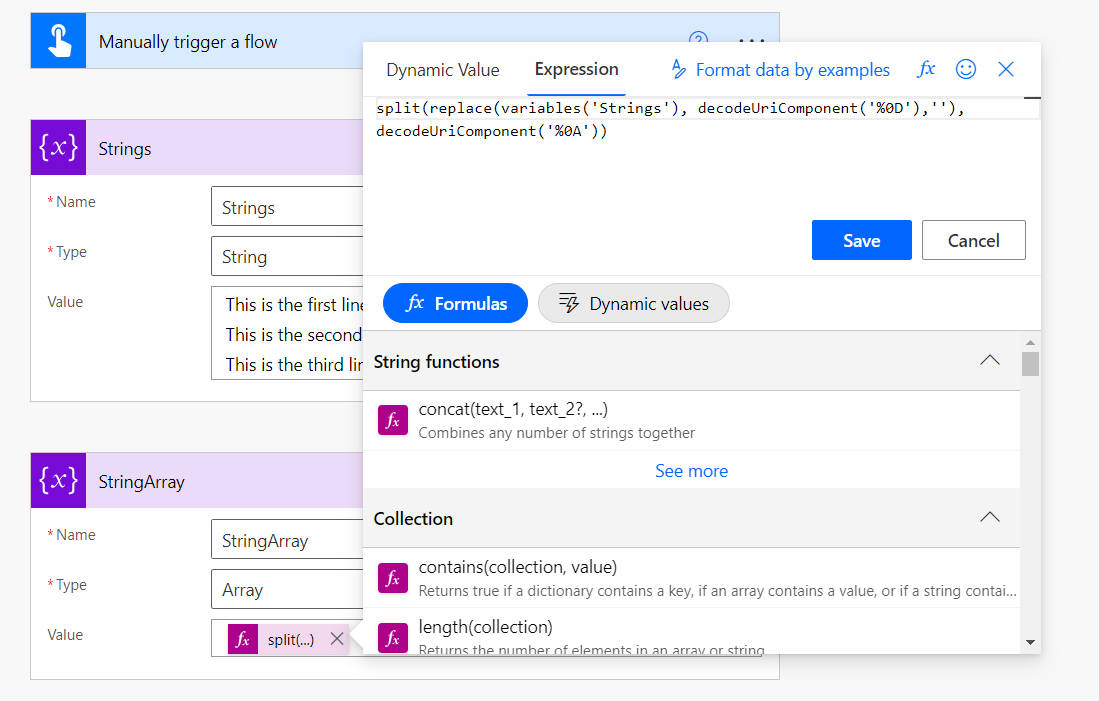 Manually trigger a flow
Dynamic Value Expression Format data by examples
split(replace(variables('Strings'), decodeUriComponent('%0D'),''),
decodeUriComponent('%0A'))
Save Cancel
fx Formulas Dynamic values
String functions
concat(text_1, text_2?, ...)
Combines any number of strings together
See more
Collection
contains(collection, value)
Returns true if a dictionary contains a key, if an array contains a value, or if a string contai...
length(collection)
Returns the number of elements in an array or string
{x} Strings
*Name Strings
*Type String
Value
This is the first line
This is the second
This is the third lin
{x} StringArray
*Name StringArray
*Type Array
Value fx split(...)